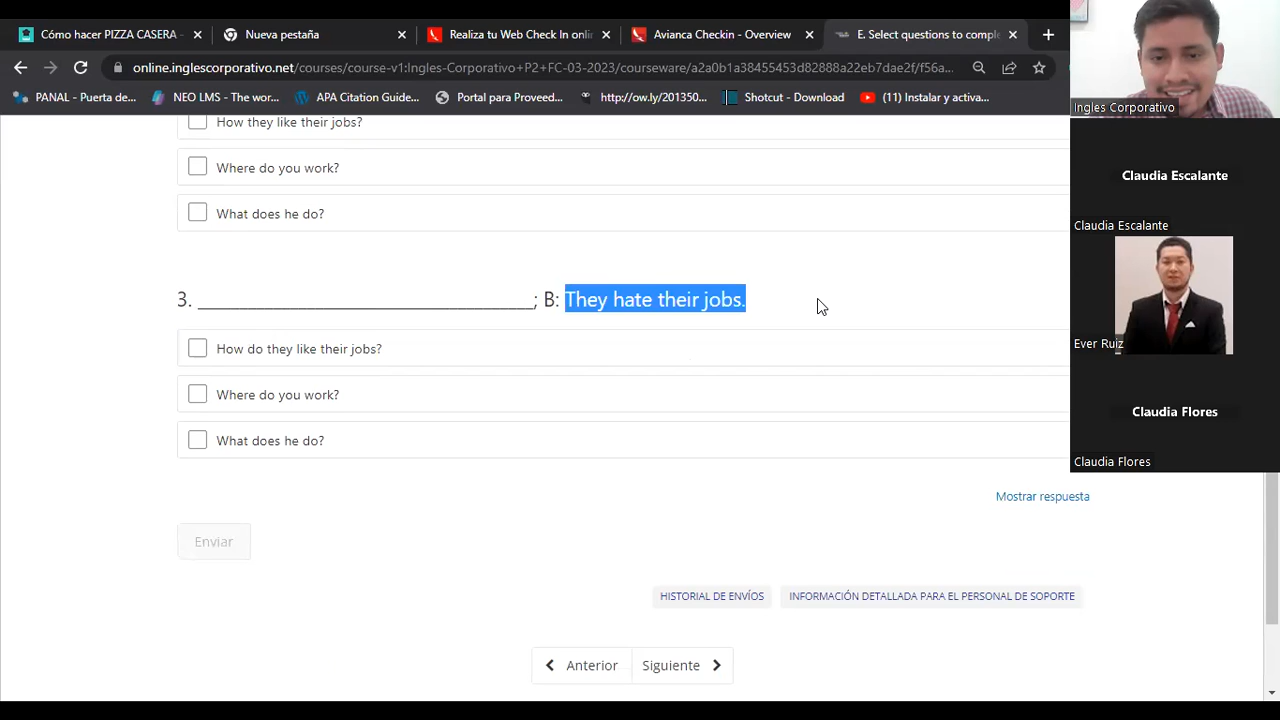 Cómo hacer PIZZA CASERA -
Nueva pestaña
Realiza tu Web Check In onlin
Avianca Checkin - Overview
E. Select questions to comple
online.inglescorporativo.net/courses/course-v1:Ingles-Corporativo+P2+FC-03-2023/courseware/a2a0b1a38455453d82888a22eb7dae2f/f56a...
PANAL - Puerta de...
NEO LMS - The wor...
APA Citation Guide...
Portal para Proveed...
http://ow.ly/201350...
Shotcut - Download
(11) Instalar y activa...
Ingles Corporativo
How they like their jobs?
Where do you work?
What does he do?
Claudia Escalante
Claudia Escalante
3. ________________________________; B: They hate their jobs.
How do they like their jobs?
Where do you work?
What does he do?
Ever Ruiz
Claudia Flores
Claudia Flores
Mostrar respuesta
Enviar
HISTORIAL DE ENVÍOS
INFORMACIÓN DETALLADA PARA EL PERSONAL DE SOPORTE
Anterior
Siguiente